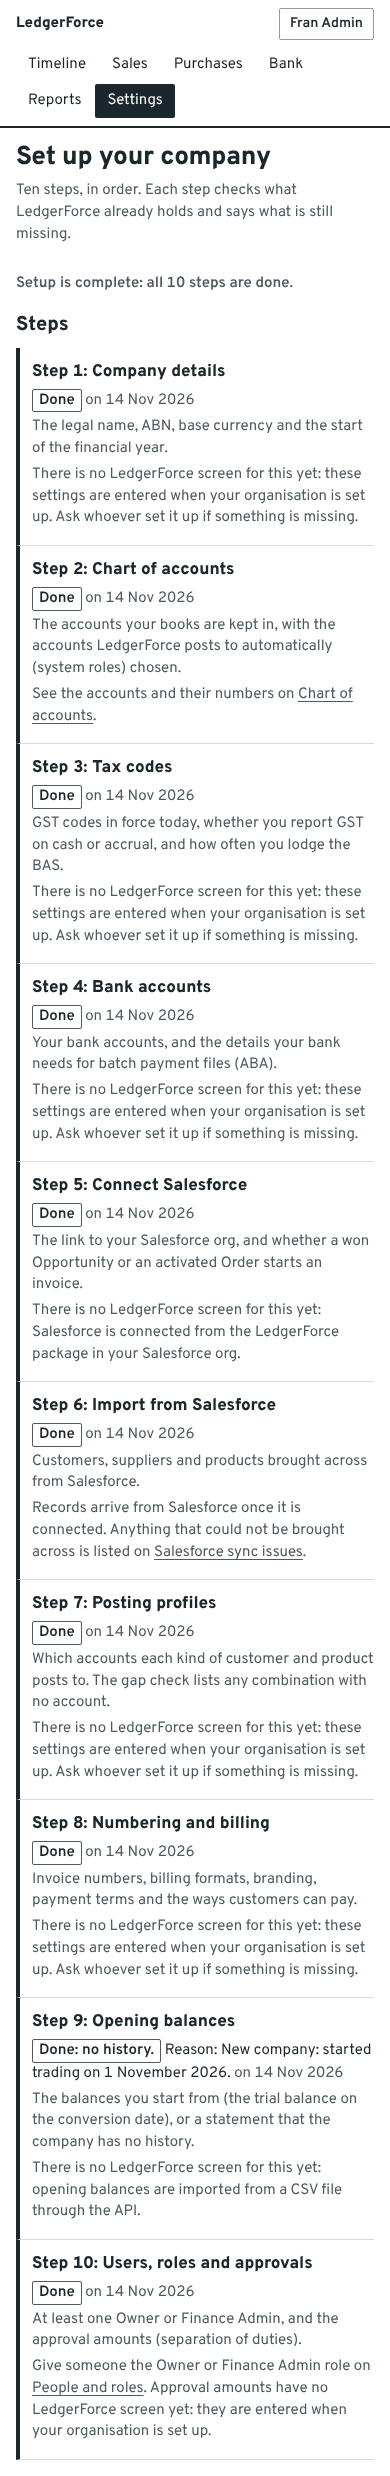 LedgerForce
Fran Admin
Timeline
Sales
Purchases
Bank
Reports
Settings
Set up your company
Ten steps, in order. Each step checks what
LedgerForce already holds and says what is still
missing.
Setup is complete: all 10 steps are done.
Steps
Step 1: Company details
Done on 14 Nov 2026
The legal name, ABN, base currency and the start
of the financial year.
There is no LedgerForce screen for this yet: these
settings are entered when your organisation is set
up. Ask whoever set it up if something is missing.
Step 2: Chart of accounts
Done on 14 Nov 2026
The accounts your books are kept in, with the
accounts LedgerForce posts to automatically
(system roles) chosen.
See the accounts and their numbers on Chart of
accounts.
Step 3: Tax codes
Done on 14 Nov 2026
GST codes in force today, whether you report GST
on cash or accrual, and how often you lodge the
BAS.
There is no LedgerForce screen for this yet: these
settings are entered when your organisation is set
up. Ask whoever set it up if something is missing.
Step 4: Bank accounts
Done on 14 Nov 2026
Your bank accounts, and the details your bank
needs for batch payment files (ABA).
There is no LedgerForce screen for this yet: these
settings are entered when your organisation is set
up. Ask whoever set it up if something is missing.
Step 5: Connect Salesforce
Done on 14 Nov 2026
The link to your Salesforce org, and whether a won
Opportunity or an activated Order starts an
invoice.
There is no LedgerForce screen for this yet:
Salesforce is connected from the LedgerForce
package in your Salesforce org.
Step 6: Import from Salesforce
Done on 14 Nov 2026
Customers, suppliers and products brought across
from Salesforce.
Records arrive from Salesforce once it is
connected. Anything that could not be brought
across is listed on Salesforce sync issues.
Step 7: Posting profiles
Done on 14 Nov 2026
Which accounts each kind of customer and product
posts to. The gap check lists any combination with
no account.
There is no LedgerForce screen for this yet: these
settings are entered when your organisation is set
up. Ask whoever set it up if something is missing.
Step 8: Numbering and billing
Done on 14 Nov 2026
Invoice numbers, billing formats, branding,
payment terms and the ways customers can pay.
There is no LedgerForce screen for this yet: these
settings are entered when your organisation is set
up. Ask whoever set it up if something is missing.
Step 9: Opening balances
Done: no history. Reason: New company: started
trading on 1 November 2026. on 14 Nov 2026
The balances you start from (the trial balance on
the conversion date), or a statement that the
company has no history.
There is no LedgerForce screen for this yet:
opening balances are imported from a CSV file
through the API.
Step 10: Users, roles and approvals
Done on 14 Nov 2026
At least one Owner or Finance Admin, and the
approval amounts (separation of duties).
Give someone the Owner or Finance Admin role on
People and roles. Approval amounts have no
LedgerForce screen yet: they are entered when
your organisation is set up.